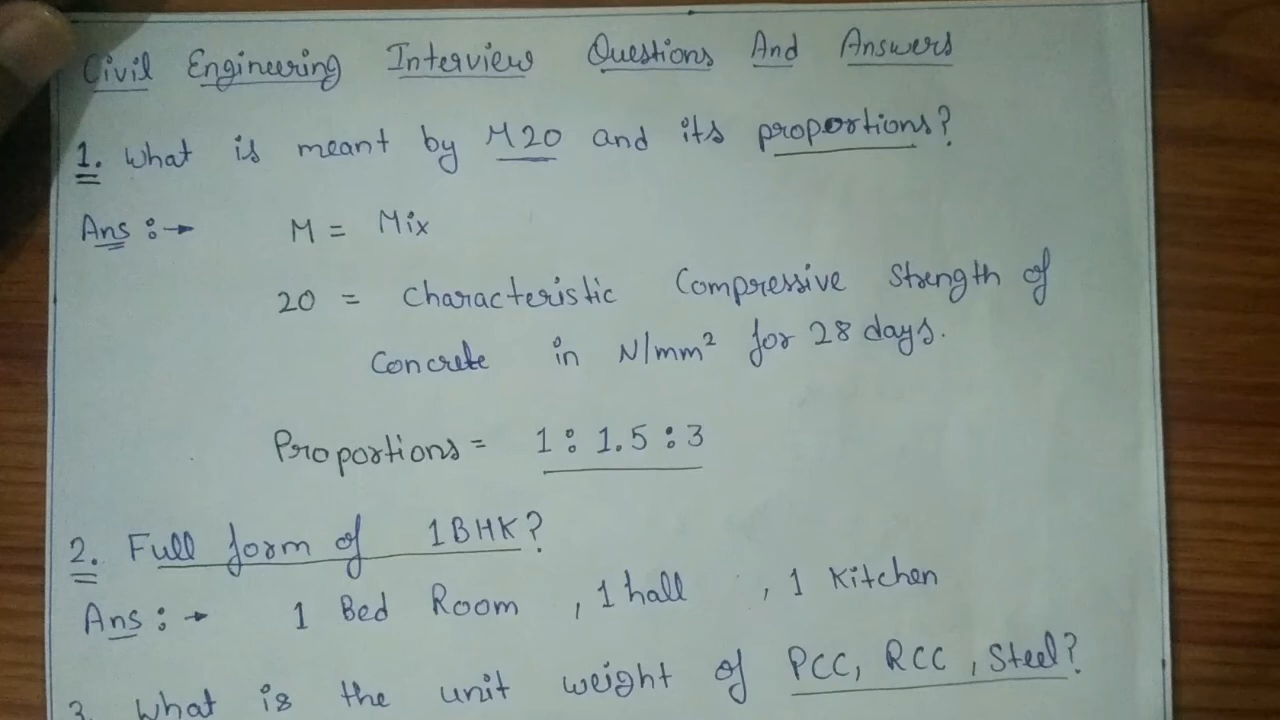 Civil Engineering Interview Questions And Answers
1. What is meant by M20 and its proportions?
Ans :→ M = Mix
20 = Characteristic Compressive Strength of
Concrete in N/mm² for 28 days.
Proportions = 1 : 1.5 : 3
2. Full form of 1BHK?
Ans :→ 1 Bed Room , 1 hall , 1 Kitchen
3. What is the unit weight of PCC, RCC , Steel?